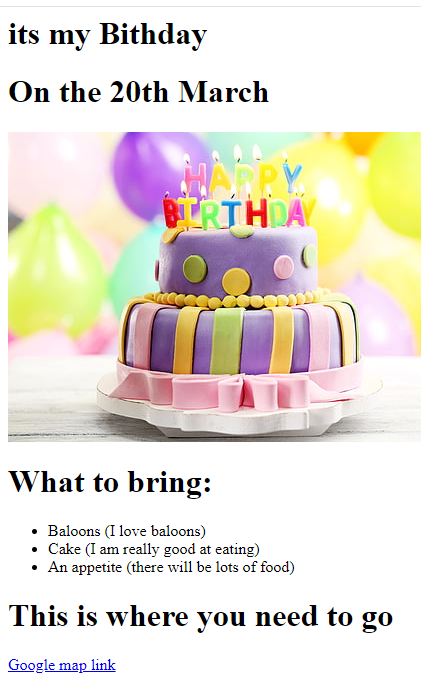 its my Bithday
On the 20th March
HAPPY
BIRTHDAY
What to bring:
Baloons (I love baloons)
Cake (I am really good at eating)
An appetite (there will be lots of food)
This is where you need to go
Google map link